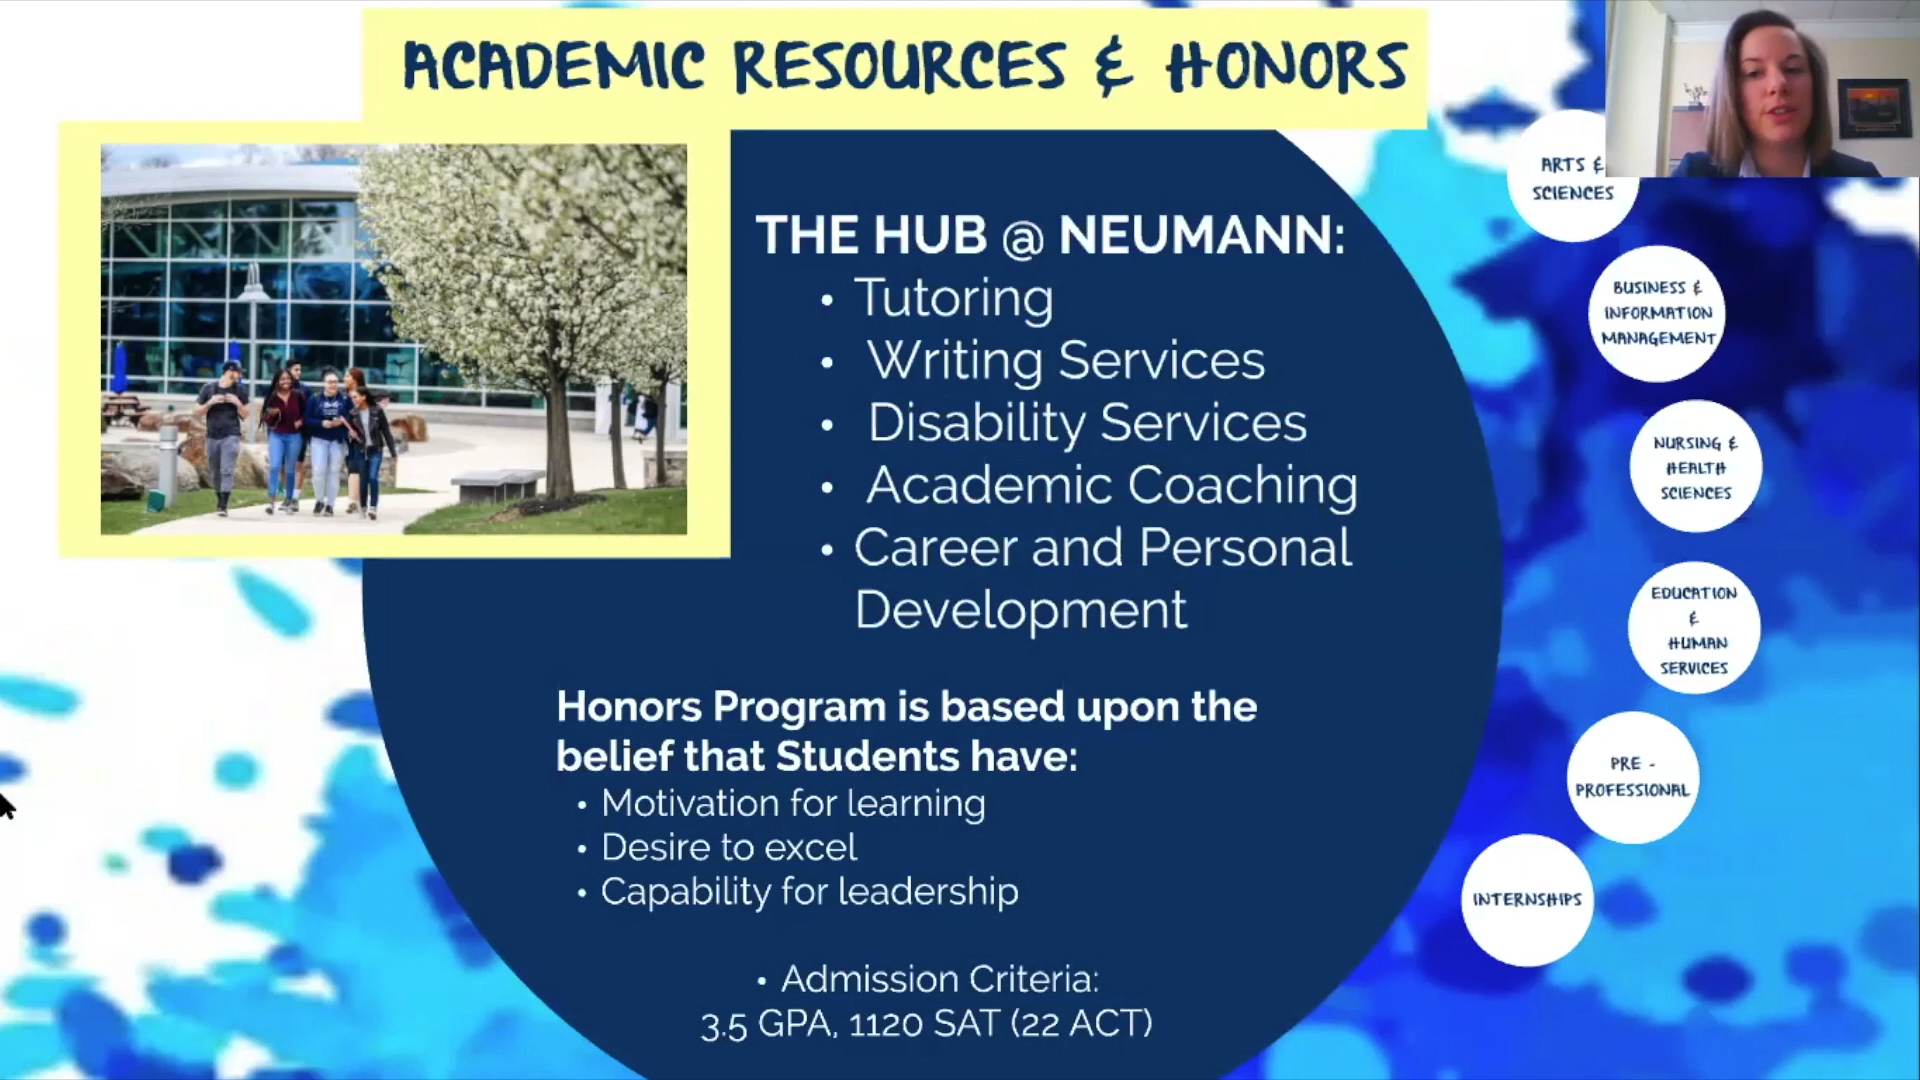 ACADEMIC RESOURCES & HONORS
THE HUB @ NEUMANN:
• Tutoring
• Writing Services
• Disability Services
• Academic Coaching
• Career and Personal
Development
Honors Program is based upon the
belief that Students have:
• Motivation for learning
• Desire to excel
• Capability for leadership
• Admission Criteria:
3.5 GPA, 1120 SAT (22 ACT)
ARTS &
SCIENCES
BUSINESS &
INFORMATION
MANAGEMENT
NURSING &
HEALTH
SCIENCES
EDUCATION
&
HUMAN
SERVICES
PRE -
PROFESSIONAL
INTERNSHIPS